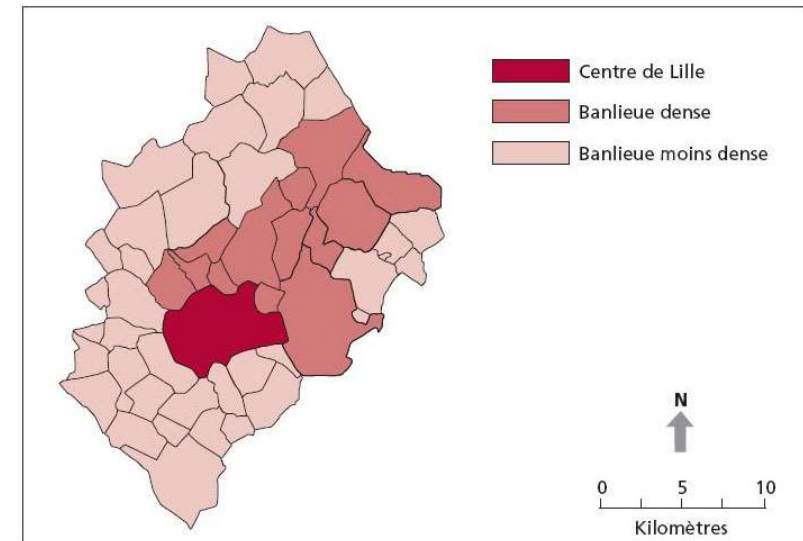 Centre de Lille
Banlieue dense
Banlieue moins dense
N
0 5 10
Kilomètres